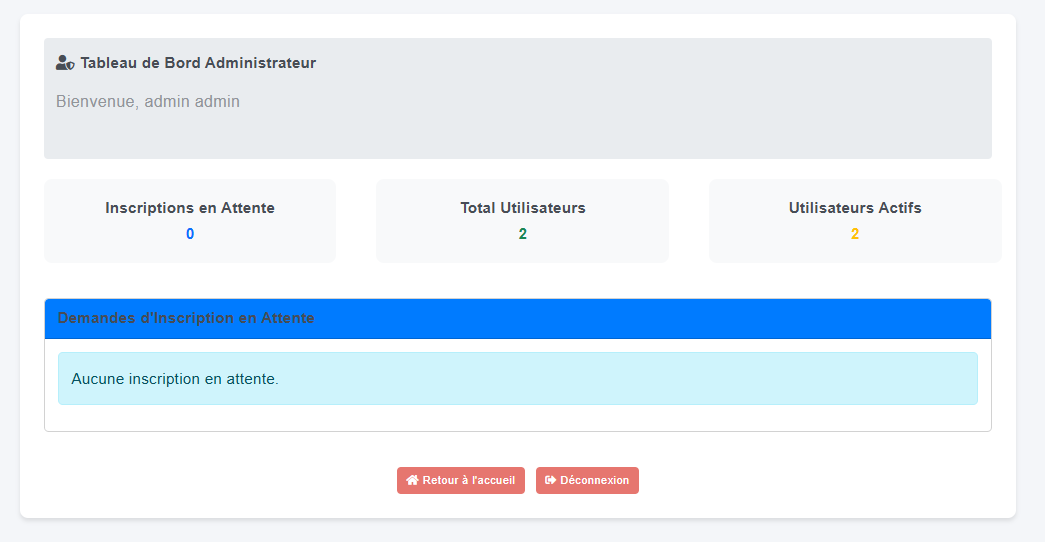 Tableau de Bord Administrateur
Bienvenue, admin admin
Inscriptions en Attente
0
Total Utilisateurs
2
Utilisateurs Actifs
2
Demandes d'Inscription en Attente
Aucune inscription en attente.
Retour à l'accueil
Déconnexion